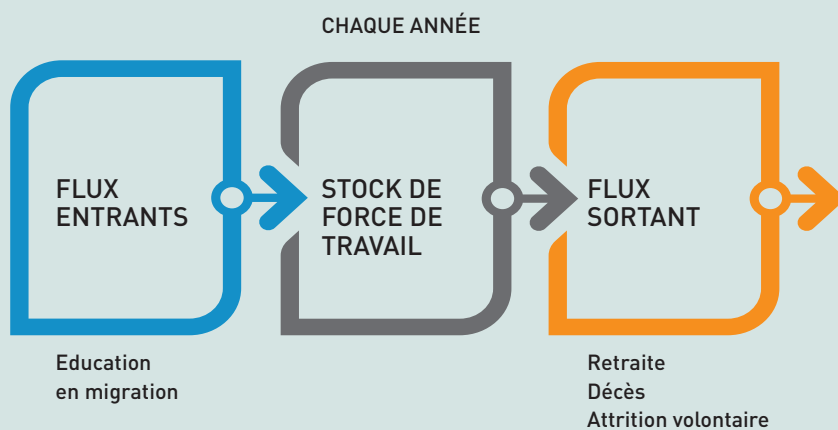 CHAQUE ANNÉE
FLUX
ENTRANTS
STOCK DE
FORCE DE
TRAVAIL
FLUX
SORTANT
Education
en migration
Retraite
Décès
Attrition volontaire